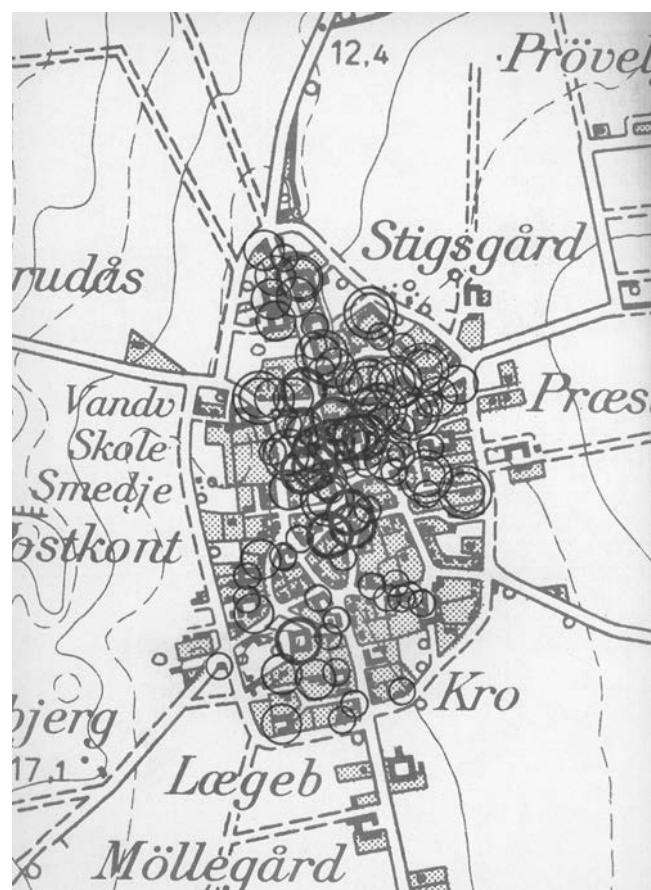 12,4
Prövel
Stigsgård
rudås
Vandv
Præs
Skole
Smedje
ostkont
Kro
bjerg
17,1
Lægeb
Möllegård